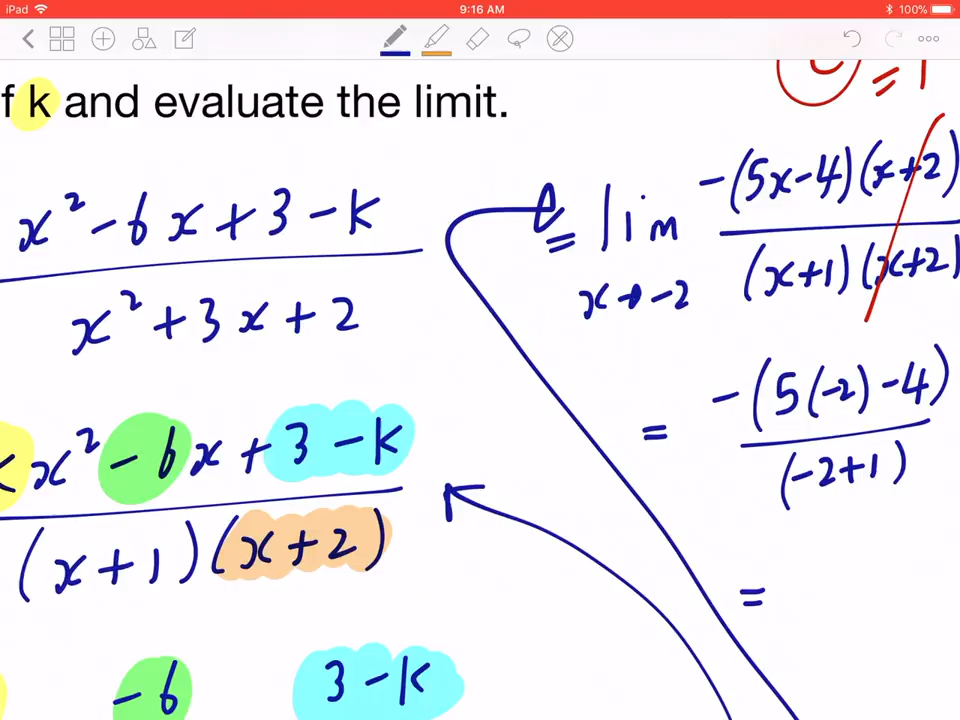 iPad 9:16 AM 100%
f k and evaluate the limit.
= 1
x² - 6x + 3 - k
x² + 3x + 2
x² - 6x + 3 - k
(x+1)(x+2)
-6 3-k
= lim -(5x-4)(x+2)
x→-2 (x+1)(x+2)
= -(5(-2)-4)
(-2+1)
=